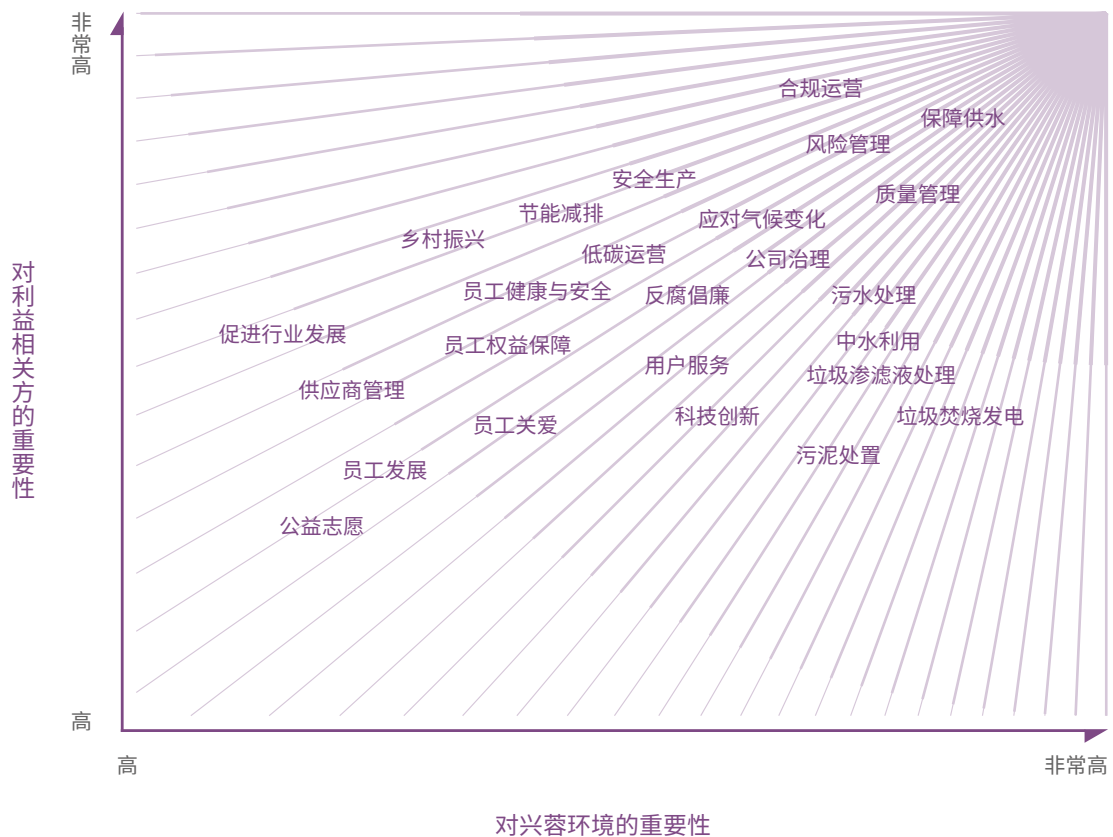 非常高
合规运营
保障供水
风险管理
安全生产
质量管理
节能减排
应对气候变化
乡村振兴
低碳运营
公司治理
员工健康与安全
反腐倡廉
污水处理
促进行业发展
员工权益保障
中水利用
用户服务
垃圾渗滤液处理
供应商管理
科技创新
垃圾焚烧发电
员工关爱
污泥处置
员工发展
公益志愿
对利益相关方的重要性
高
高
非常高
对兴蓉环境的重要性